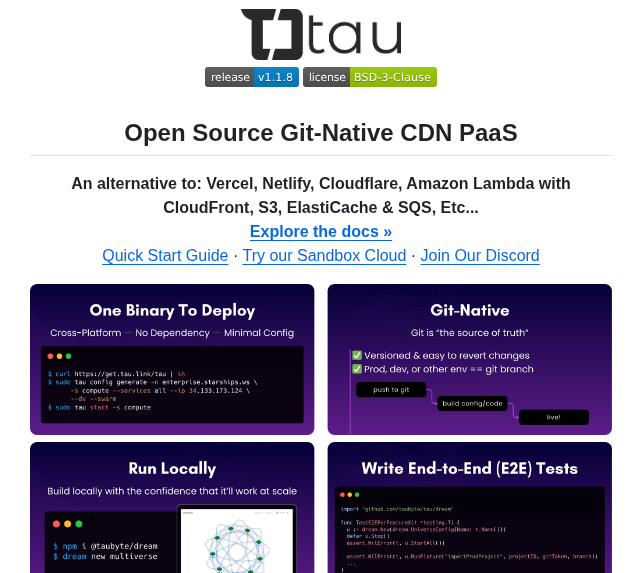 tau
release v1.1.8 license BSD-3-Clause
Open Source Git-Native CDN PaaS
An alternative to: Vercel, Netlify, Cloudflare, Amazon Lambda with
CloudFront, S3, ElastiCache & SQS, Etc...
Explore the docs »
Quick Start Guide · Try our Sandbox Cloud · Join Our Discord
One Binary To Deploy
Cross-Platform — No Dependency — Minimal Config
$ curl https://get.tau.link/tau | sh
$ sudo tau config generate -n enterprise.starships.ws \
-s compute --services all --ip 34.133.173.124 \
--dv --swarm
$ sudo tau start -s compute
Git-Native
Git is “the source of truth”
✅ Versioned & easy to revert changes
✅ Prod, dev, or other env == git branch
push to git
build config/code
live!
Run Locally
Build locally with the confidence that it'll work at scale
$ npm i @taubyte/dream
$ dream new multiverse
Write End-to-End (E2E) Tests
import "github.com/taubyte/tau/dream"
func TestE2EForFeatureX(t *testing.T) {
u := dream.New(dream.UniverseConfig{Name: t.Name()})
defer u.Stop()
assert.NilError(t, u.StartAll())
assert.NilError(t, u.RunFixture("importProdProject", projectID, gitToken, branch))
...
}